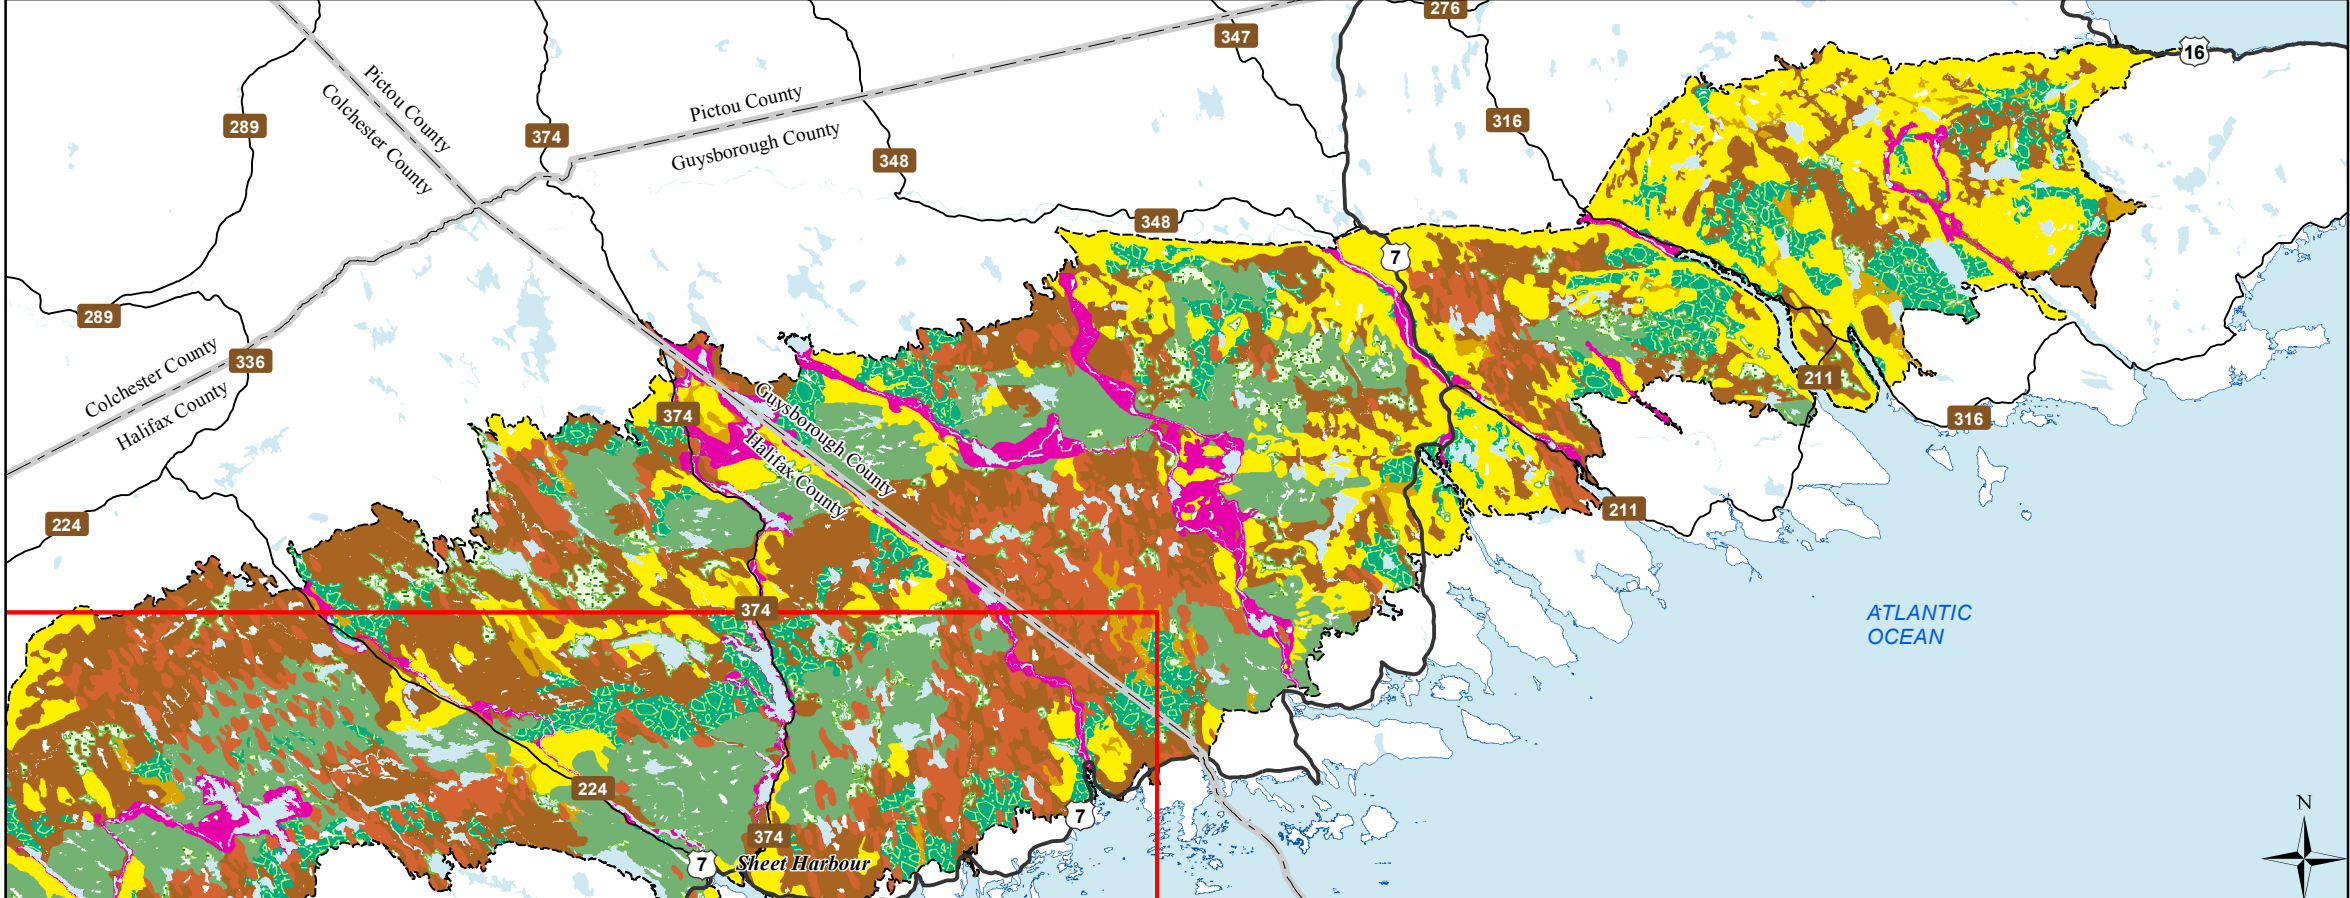 276
347
16
Pictou County
Colchester County
289
374
Pictou County
Guysborough County
316
348
348
7
289
Colchester County
336
Halifax County
211
374
Guysborough County
Halifax County
316
211
224
374
ATLANTIC
OCEAN
224
N
7
374
7
Sheet Harbour